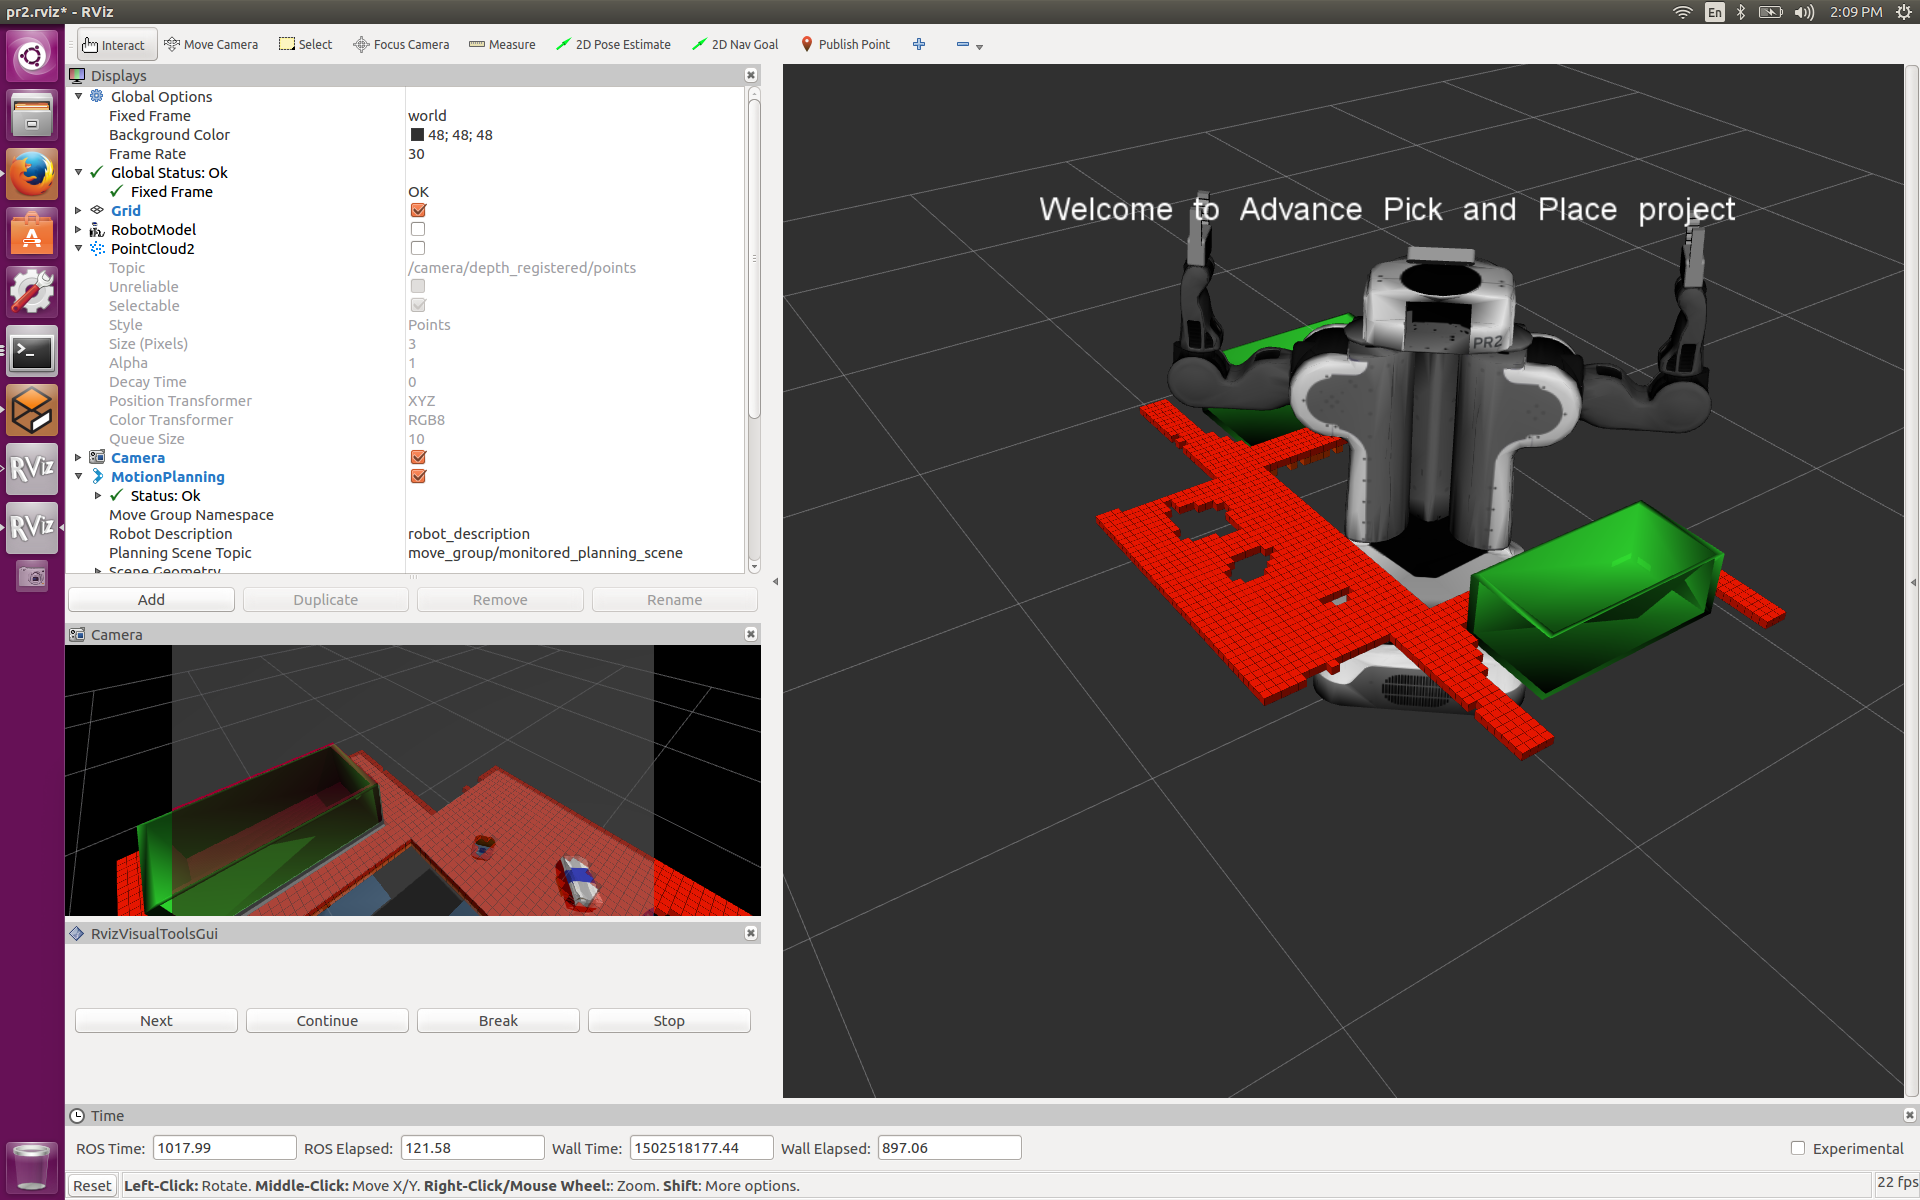 pr2.rviz* - RViz
En
2:09 PM
Interact
Move Camera
Select
Focus Camera
Measure
2D Pose Estimate
2D Nav Goal
Publish Point
Displays
Global Options
Fixed Frame world
Background Color 48; 48; 48
Frame Rate 30
Global Status: Ok
Fixed Frame OK
Grid
RobotModel
PointCloud2
Topic /camera/depth_registered/points
Unreliable
Selectable
Style Points
Size (Pixels) 3
Alpha 1
Decay Time 0
Position Transformer XYZ
Color Transformer RGB8
Queue Size 10
Camera
MotionPlanning
Status: Ok
Move Group Namespace
Robot Description robot_description
Planning Scene Topic move_group/monitored_planning_scene
Scene Geometry
Add Duplicate Remove Rename
Camera
RvizVisualToolsGui
Next Continue Break Stop
Welcome to Advance Pick and Place project
PR2
RViz
RViz
Time
ROS Time: 1017.99 ROS Elapsed: 121.58 Wall Time: 1502518177.44 Wall Elapsed: 897.06 Experimental
Reset Left-Click: Rotate. Middle-Click: Move X/Y. Right-Click/Mouse Wheel:: Zoom. Shift: More options. 22 fps